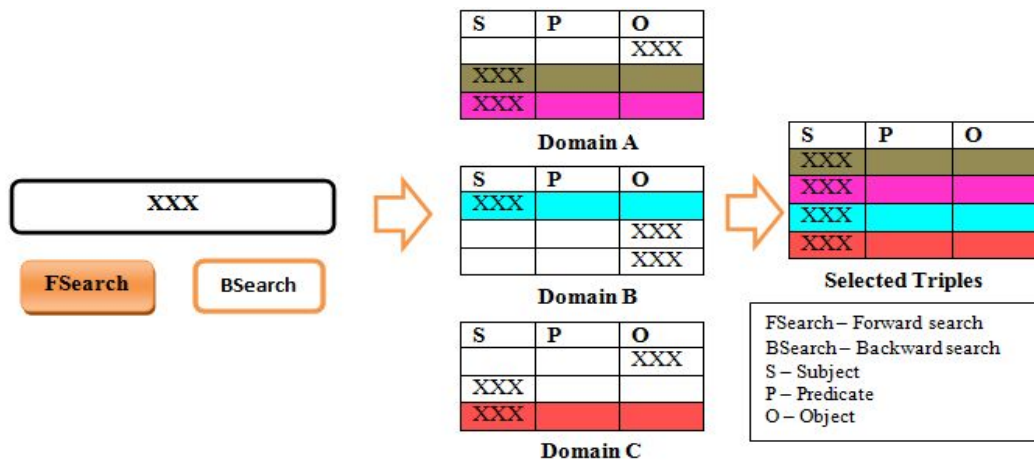 XXX
FSearch
BSearch
S P O
XXX
XXX
XXX
Domain A
S P O
XXX
XXX
XXX
Domain B
S P O
XXX
XXX
XXX
Domain C
S P O
XXX
XXX
XXX
XXX
Selected Triples
FSearch – Forward search
BSearch – Backward search
S – Subject
P – Predicate
O – Object